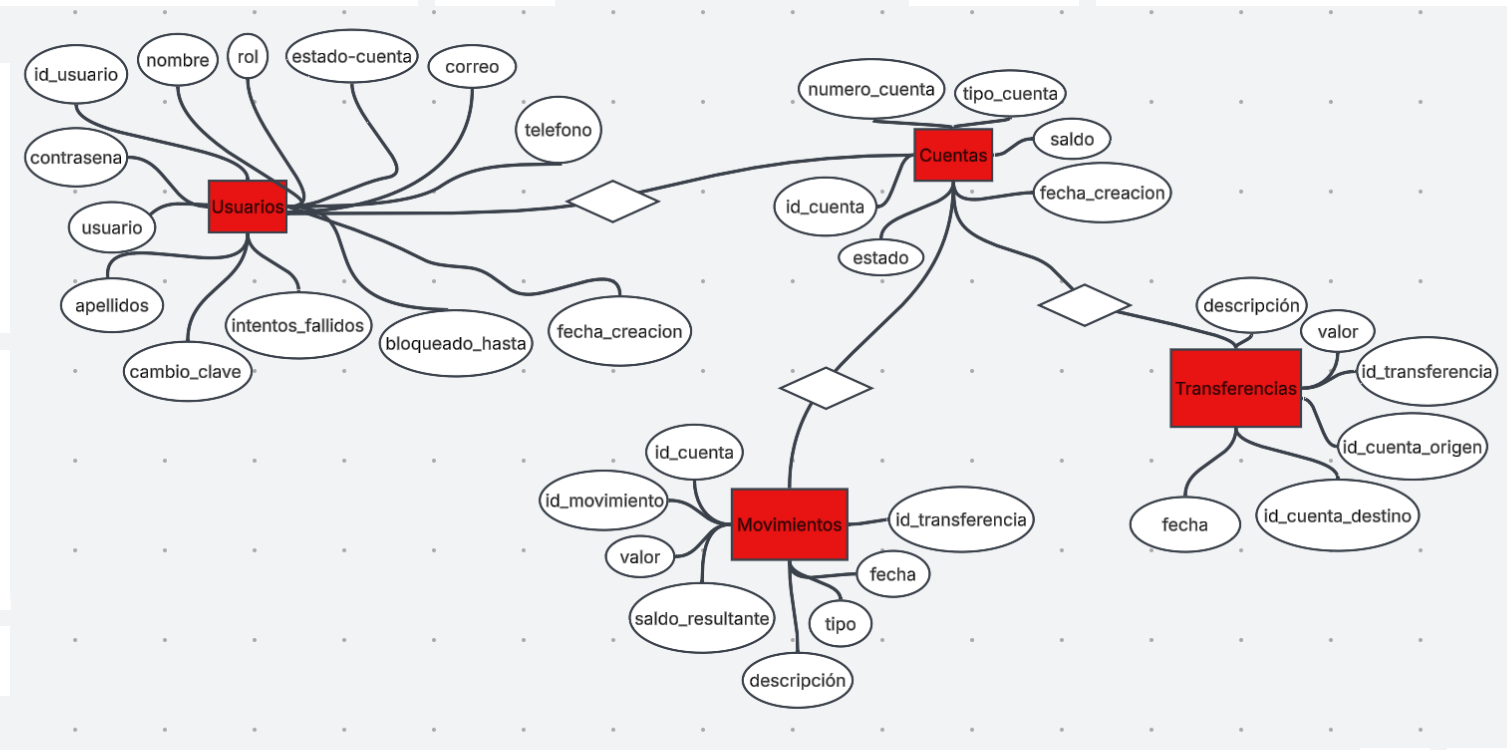 id_usuario
nombre
rol
estado-cuenta
correo
telefono
contrasena
Usuarios
usuario
apellidos
intentos_fallidos
cambio_clave
bloqueado_hasta
fecha_creacion
numero_cuenta
tipo_cuenta
saldo
Cuentas
fecha_creacion
id_cuenta
estado
descripción
valor
id_transferencia
Transferencias
id_cuenta_origen
id_cuenta_destino
fecha
id_cuenta
id_movimiento
Movimientos
id_transferencia
valor
fecha
saldo_resultante
tipo
descripción